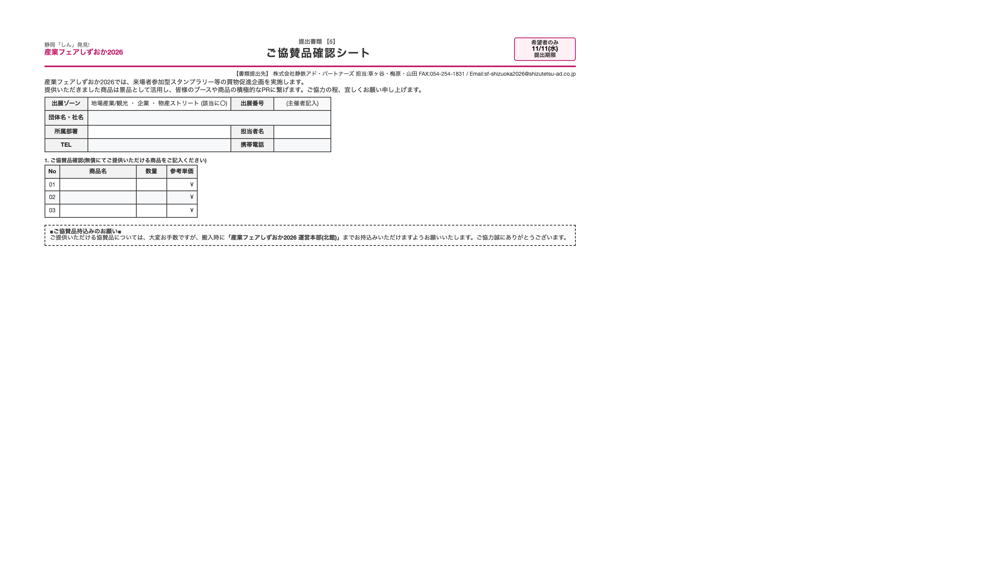 静岡「しん」発見!
産業フェアしずおか2026
提出書類 【5】
ご協賛品確認シート
希望者のみ
11/11(水)
提出期限
【書類提出先】 株式会社静鉄アド・パートナーズ 担当:草ヶ谷・梅原・山田 FAX:054-254-1831 / Email:sf-shizuoka2026@shizutetsu-ad.co.jp
産業フェアしずおか2026では、来場者参加型スタンプラリー等の買物促進企画を実施します。
提供いただきました商品は景品として活用し、皆様のブースや商品の積極的なPRに繋げます。ご協力の程、宜しくお願い申し上げます。
出展ゾーン 地場産業/観光 ・ 企業 ・ 物産ストリート (該当に〇) 出展番号 (主催者記入)
団体名・社名
所属部署 担当者名
TEL 携帯電話
1. ご協賛品確認(無償にてご提供いただける商品をご記入ください)
No 商品名 数量 参考単価
01 ¥
02 ¥
03 ¥
■ご協賛品持込みのお願い■
ご提供いただける協賛品については、大変お手数ですが、搬入時に「産業フェアしずおか2026 運営本部(北館)」までお持込みいただけますようお願いいたします。ご協力誠にありがとうございます。